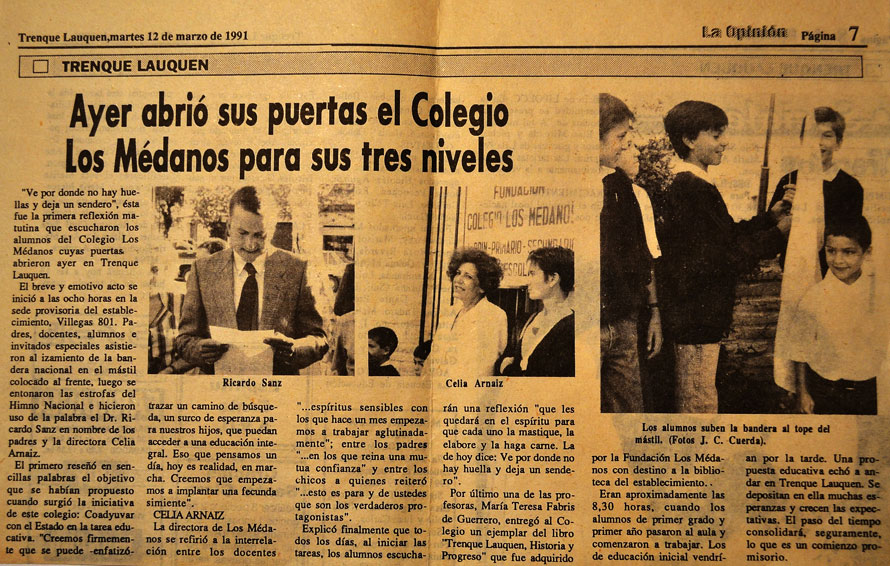 Trenque Lauquen,martes 12 de marzo de 1991
La Opinión Página 7
TRENQUE LAUQUEN
Ayer abrió sus puertas el Colegio
Los Médanos para sus tres niveles
"Ve por donde no hay hue-
llas y deja un sendero", ésta
fue la primera reflexión ma-
tutina que escucharon los
alumnos del Colegio Los
Médanos cuyas puertas
abrieron ayer en Trenque
Lauquen.
El breve y emotivo acto se
inició a las ocho horas en la
sede provisoria del estable-
cimiento, Villegas 801. Pa-
dres, docentes, alumnos e
invitados especiales asistie-
ron al izamiento de la ban-
dera nacional en el mástil
colocado al frente, luego se
entonaron las estrofas del
Himno Nacional e hicieron
uso de la palabra el Dr. Ri-
cardo Sanz en nombre de los
padres y la directora Celia
Arnaiz.
El primero reseñó en sen-
cillas palabras el objetivo
que se habían propuesto
cuando surgió la iniciativa
de este colegio: Coadyuvar
con el Estado en la tarea edu-
cativa. "Creemos firmemen-
te que se puede -enfatizó-
FUNDACION
COLEGIO LOS MEDANO
PRIMARIO-SECUNDARIO
Ricardo Sanz
Celia Arnaiz
Los alumnos suben la bandera al tope del
mástil. (Fotos J. C. Cuerda).
trazar un camino de búsque-
da, un surco de esperanza pa-
ra nuestros hijos, que puedan
acceder a una educación inte-
gral. Eso que pensamos un
día, hoy es realidad, en mar-
cha. Creemos que empeza-
mos a implantar una fecunda
simiente".
CELIA ARNAIZ
La directora de Los Méda-
nos se refirió a la interrela-
ción entre los docentes
"...espíritus sensibles con
los que hace un mes empeza-
mos a trabajar aglutinada-
mente"; entre los padres
"...en los que reina una mu-
tua confianza" y entre los
chicos a quienes reiteró
"...esto es para y de ustedes
que son los verdaderos pro-
tagonistas".
Explicó finalmente que to-
dos los días, al iniciar las
tareas, los alumnos escucha-
rán una reflexión "que les
quedará en el espíritu para
que cada uno la mastique, la
elabore y la haga carne. La
de hoy dice: Ve por donde no
hay huella y deja un sende-
ro".
Por último una de las pro-
fesoras, María Teresa Fabris
de Guerrero, entregó al Co-
legio un ejemplar del libro
"Trenque Lauquen, Historia y
Progreso" que fue adquirido
por la Fundación Los Méda-
nos con destino a la bibliote-
ca del establecimiento.
Eran aproximadamente las
8,30 horas, cuando los
alumnos de primer grado y
primer año pasaron al aula y
comenzaron a trabajar. Los
de educación inicial vendrí-
an por la tarde. Una pro-
puesta educativa echó a an-
dar en Trenque Lauquen. Se
depositan en ella muchas es-
peranzas y crecen las expec-
tativas. El paso del tiempo
consolidará, seguramente,
lo que es un comienzo pro-
misorio.